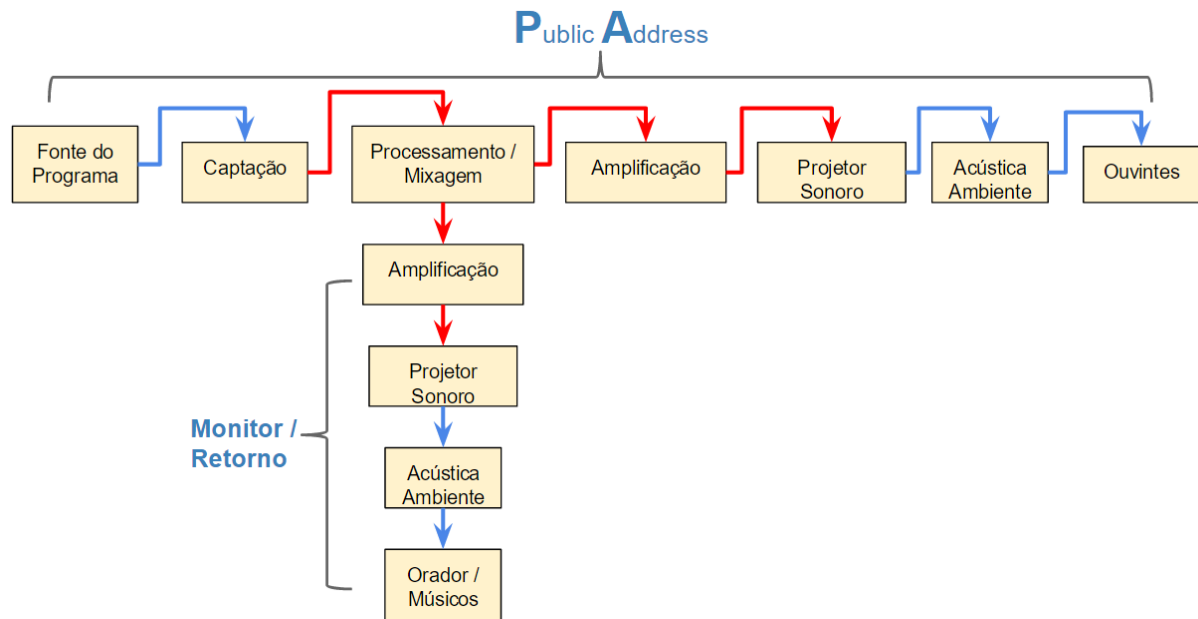 Public Address
Fonte do
Programa
Captação
Processamento /
Mixagem
Amplificação
Projetor
Sonoro
Acústica
Ambiente
Ouvintes
Amplificação
Projetor
Sonoro
Monitor /
Retorno
Acústica
Ambiente
Orador /
Músicos